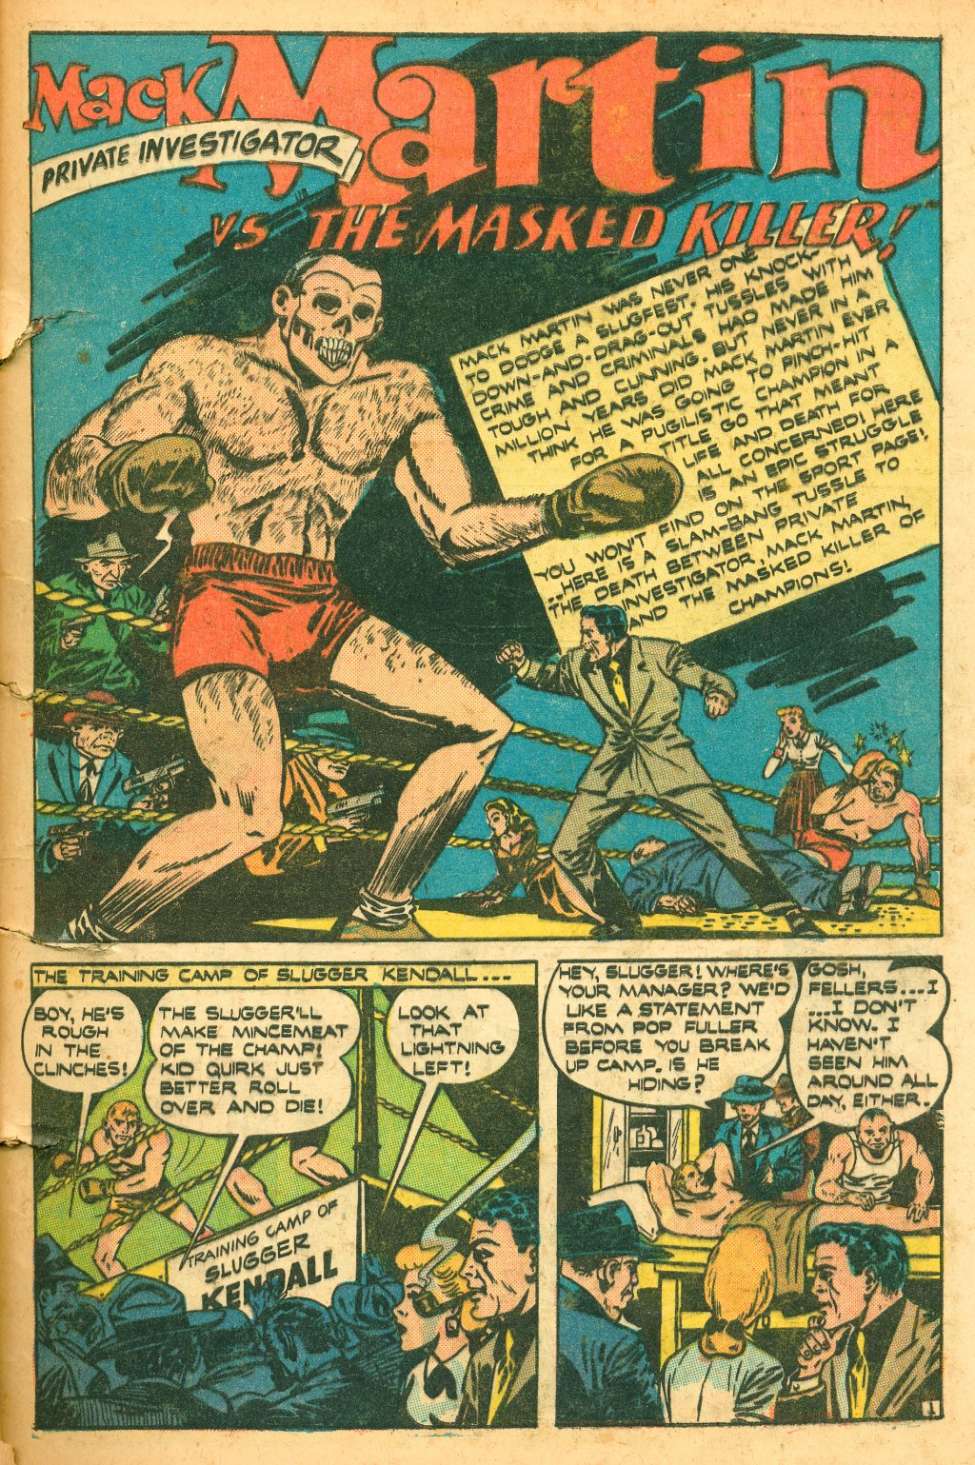 Mack Martin
PRIVATE INVESTIGATOR
VS THE MASKED KILLER!
MACK MARTIN WAS NEVER ONE
TO DODGE A SLUGFEST. HIS KNOCK-
DOWN-AND-DRAG-OUT TUSSLES WITH
CRIME AND CRIMINALS HAD MADE HIM
TOUGH AND CUNNING. BUT NEVER IN A
MILLION YEARS DID MACK MARTIN EVER
THINK HE WAS GOING TO PINCH-HIT
FOR A PUGILISTIC CHAMPION IN A
TITLE GO THAT MEANT
LIFE AND DEATH FOR
ALL CONCERNED! HERE
IS AN EPIC STRUGGLE
YOU WON'T FIND ON THE SPORT PAGE!
..HERE IS A SLAM-BANG TUSSLE TO
THE DEATH BETWEEN PRIVATE
INVESTIGATOR, MACK MARTIN,
AND THE MASKED KILLER OF
CHAMPIONS!
THE TRAINING CAMP OF SLUGGER KENDALL...
BOY, HE'S
ROUGH
IN THE
CLINCHES!
THE SLUGGER'LL
MAKE MINCEMEAT
OF THE CHAMP!
KID QUIRK JUST
BETTER ROLL
OVER AND DIE!
LOOK AT
THAT
LIGHTNING
LEFT!
TRAINING CAMP OF
SLUGGER
KENDALL
HEY, SLUGGER! WHERE'S
YOUR MANAGER? WE'D
LIKE A STATEMENT
FROM POP FULLER
BEFORE YOU BREAK
UP CAMP. IS HE
HIDING?
GOSH,
FELLERS...I
...I DON'T
KNOW. I
HAVEN'T
SEEN HIM
AROUND ALL
DAY, EITHER.
1